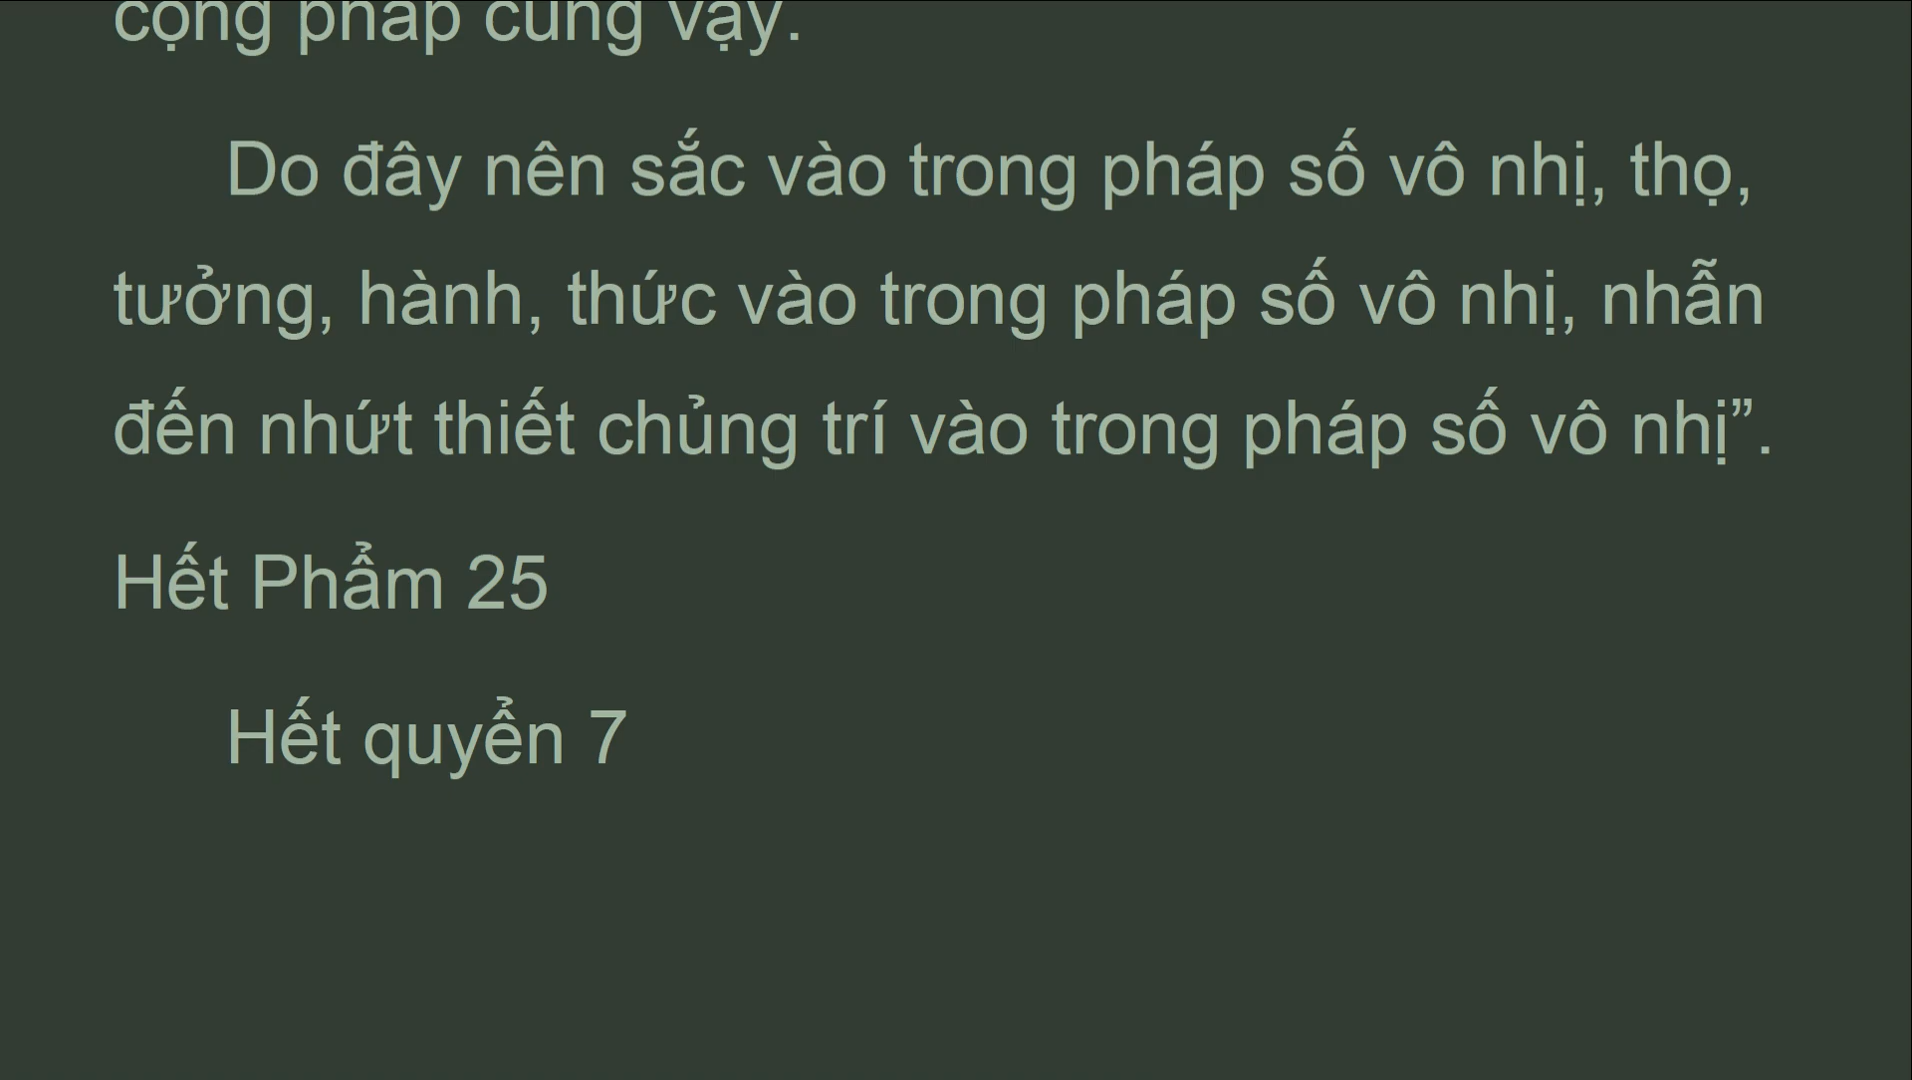 cộng pháp cũng vậy.
Do đây nên sắc vào trong pháp số vô nhị, thọ,
tưởng, hành, thức vào trong pháp số vô nhị, nhẫn
đến nhứt thiết chủng trí vào trong pháp số vô nhị”.
Hết Phẩm 25
Hết quyển 7